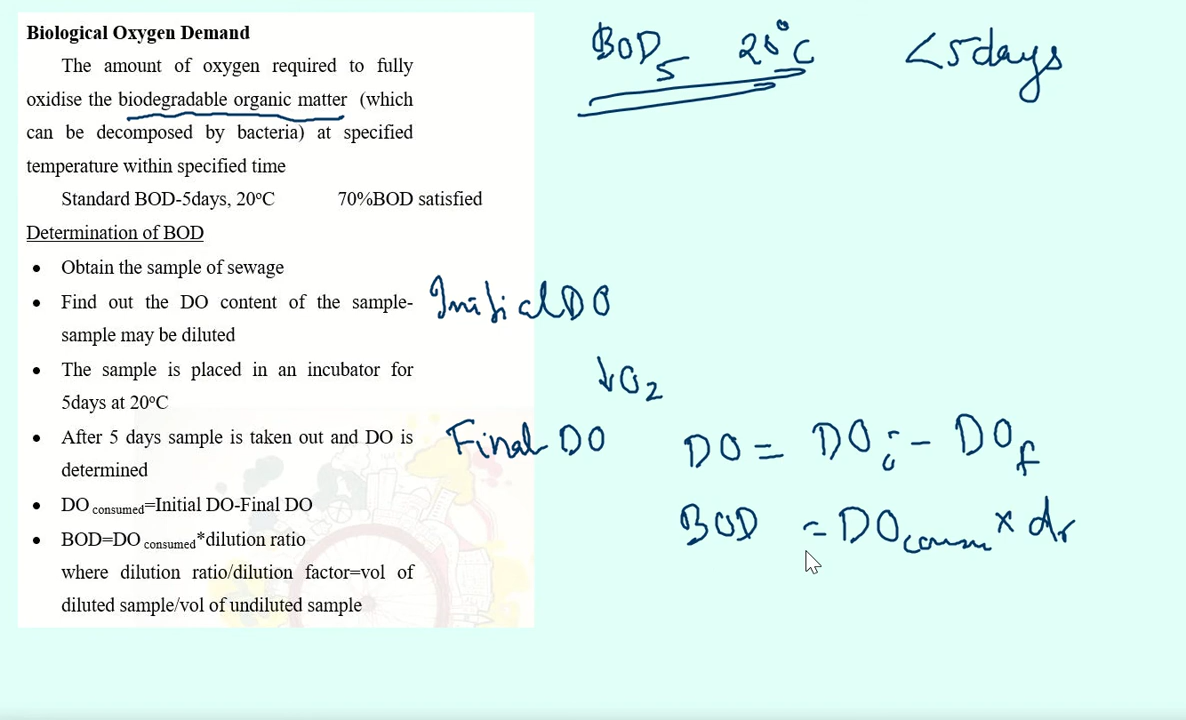 Biological Oxygen Demand
The amount of oxygen required to fully
oxidise the biodegradable organic matter (which
can be decomposed by bacteria) at specified
temperature within specified time
Standard BOD-5days, 20°C 70%BOD satisfied
Determination of BOD
• Obtain the sample of sewage
• Find out the DO content of the sample-
sample may be diluted
• The sample is placed in an incubator for
5days at 20°C
• After 5 days sample is taken out and DO is
determined
• DO consumed=Initial DO-Final DO
• BOD=DO consumed*dilution ratio
where dilution ratio/dilution factor=vol of
diluted sample/vol of undiluted sample
BOD5 20°C <5days
Initial DO
↓O2
Final DO
DO = DOi - DOf
BOD = DO x dr